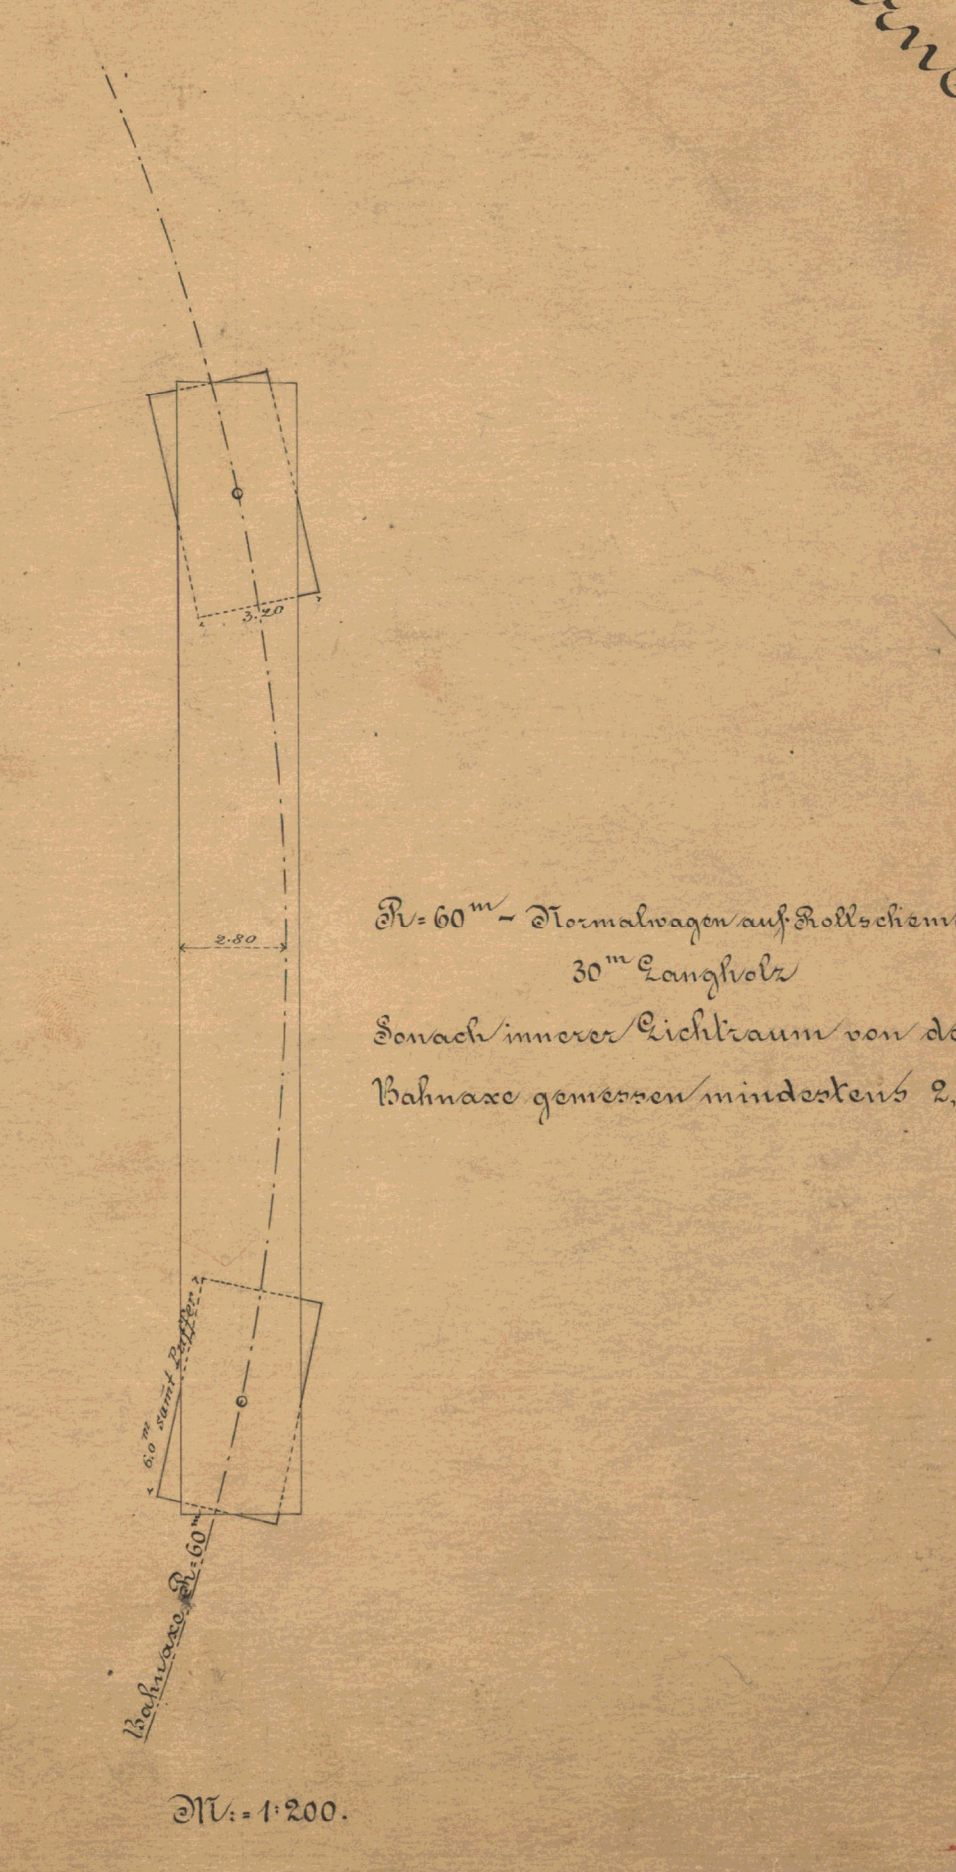 3.20
R = 60m - Normalwagen auf Rollschem
2.80
30m Langholz
Sonach innerer Lichtraum von de
Bahnaxe gemessen mindestens 2,
6.0m samt Puffer
Bahnaxe R = 60m
M: = 1:200.